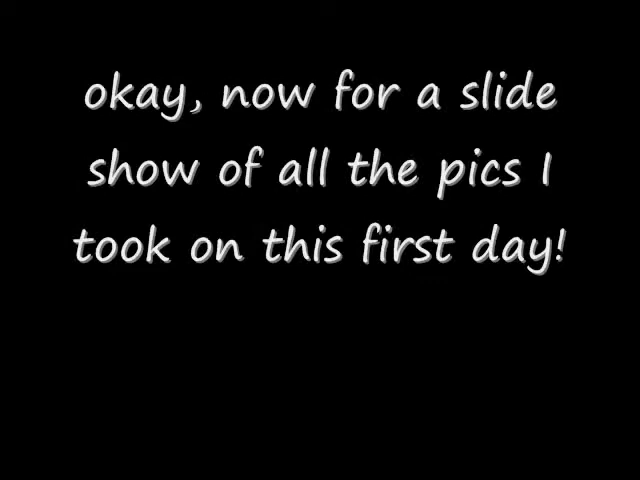 okay, now for a slide
show of all the pics I
took on this first day!